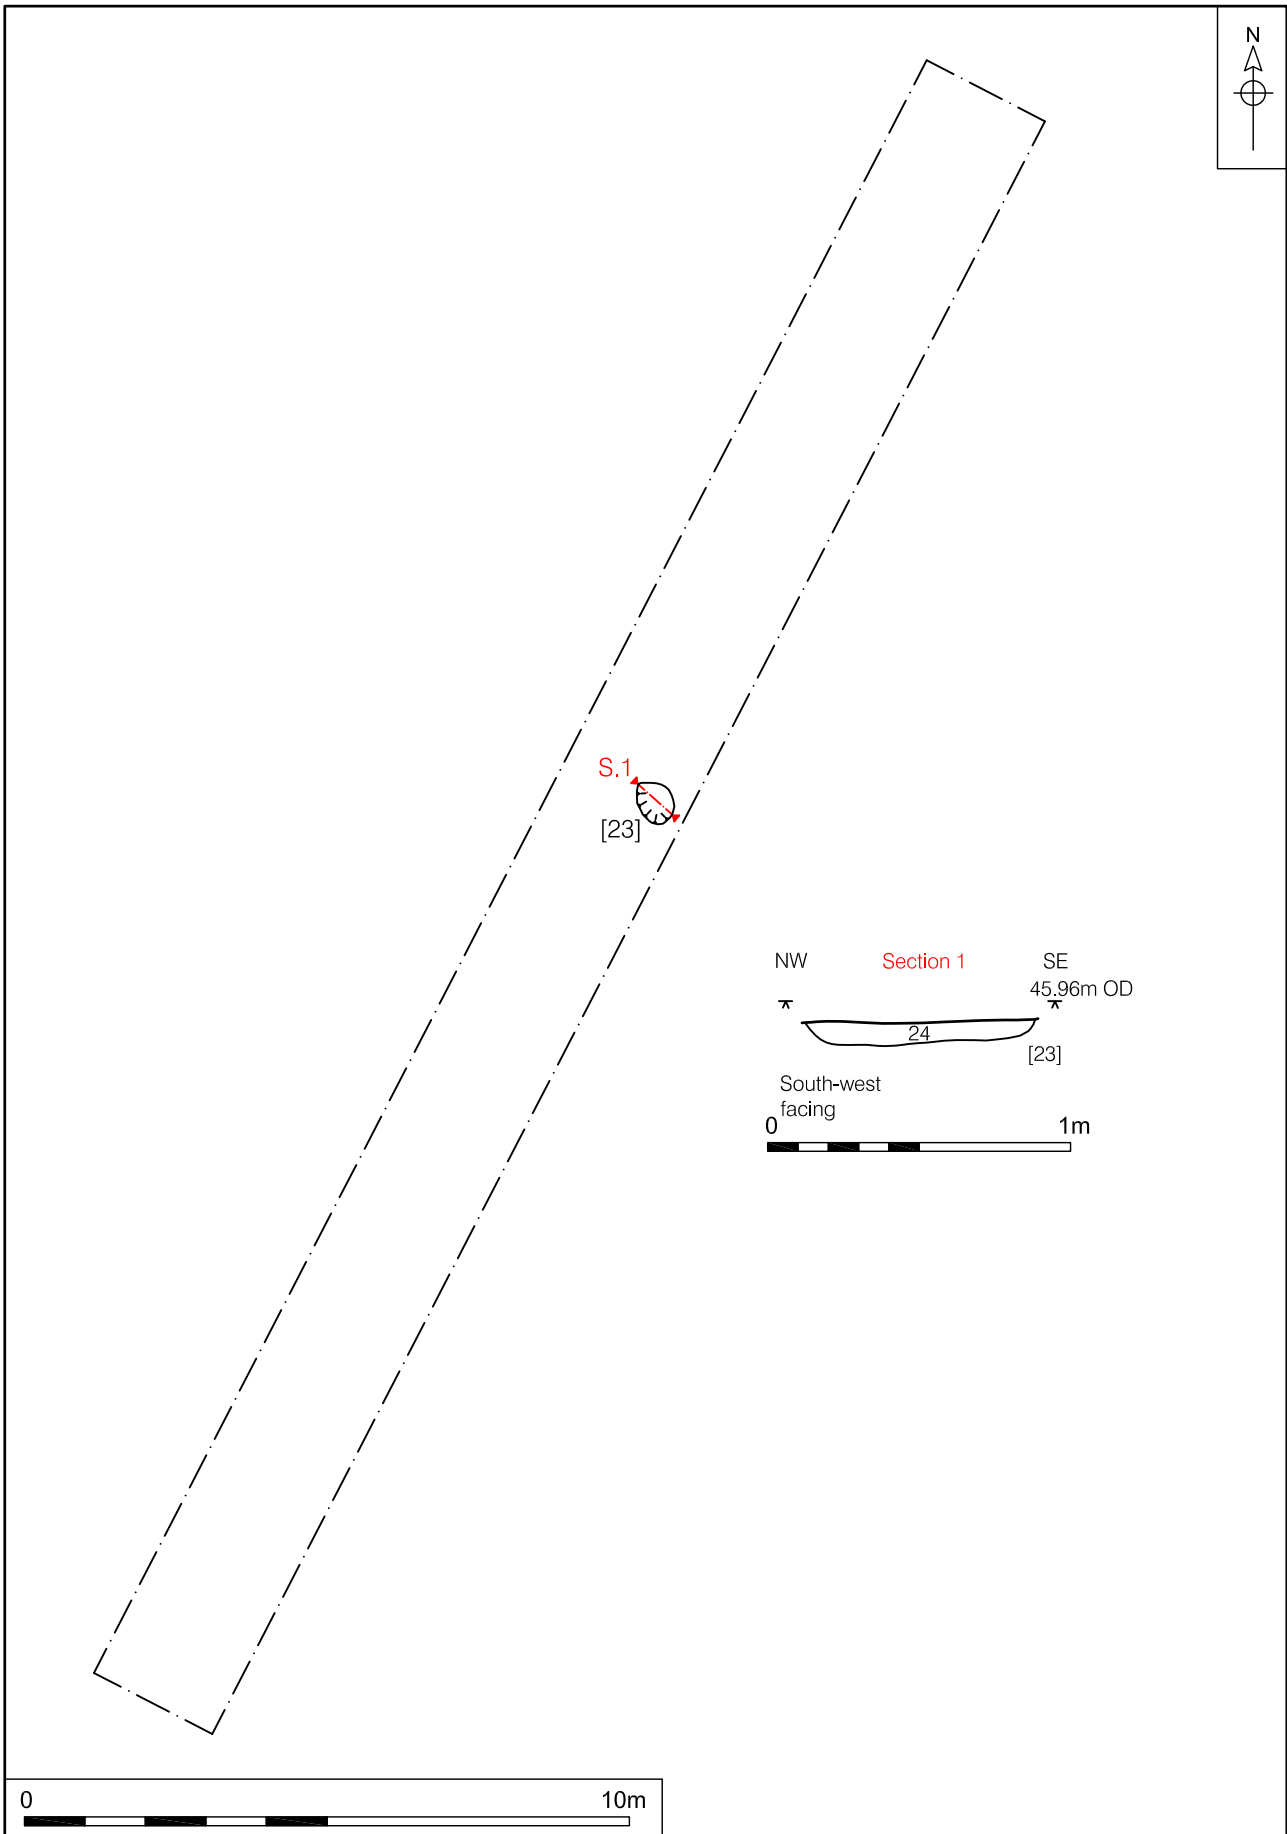 N
S.1
[23]
NW Section 1 SE
45.96m OD
24
[23]
South-west
facing
0 1m
0 10m